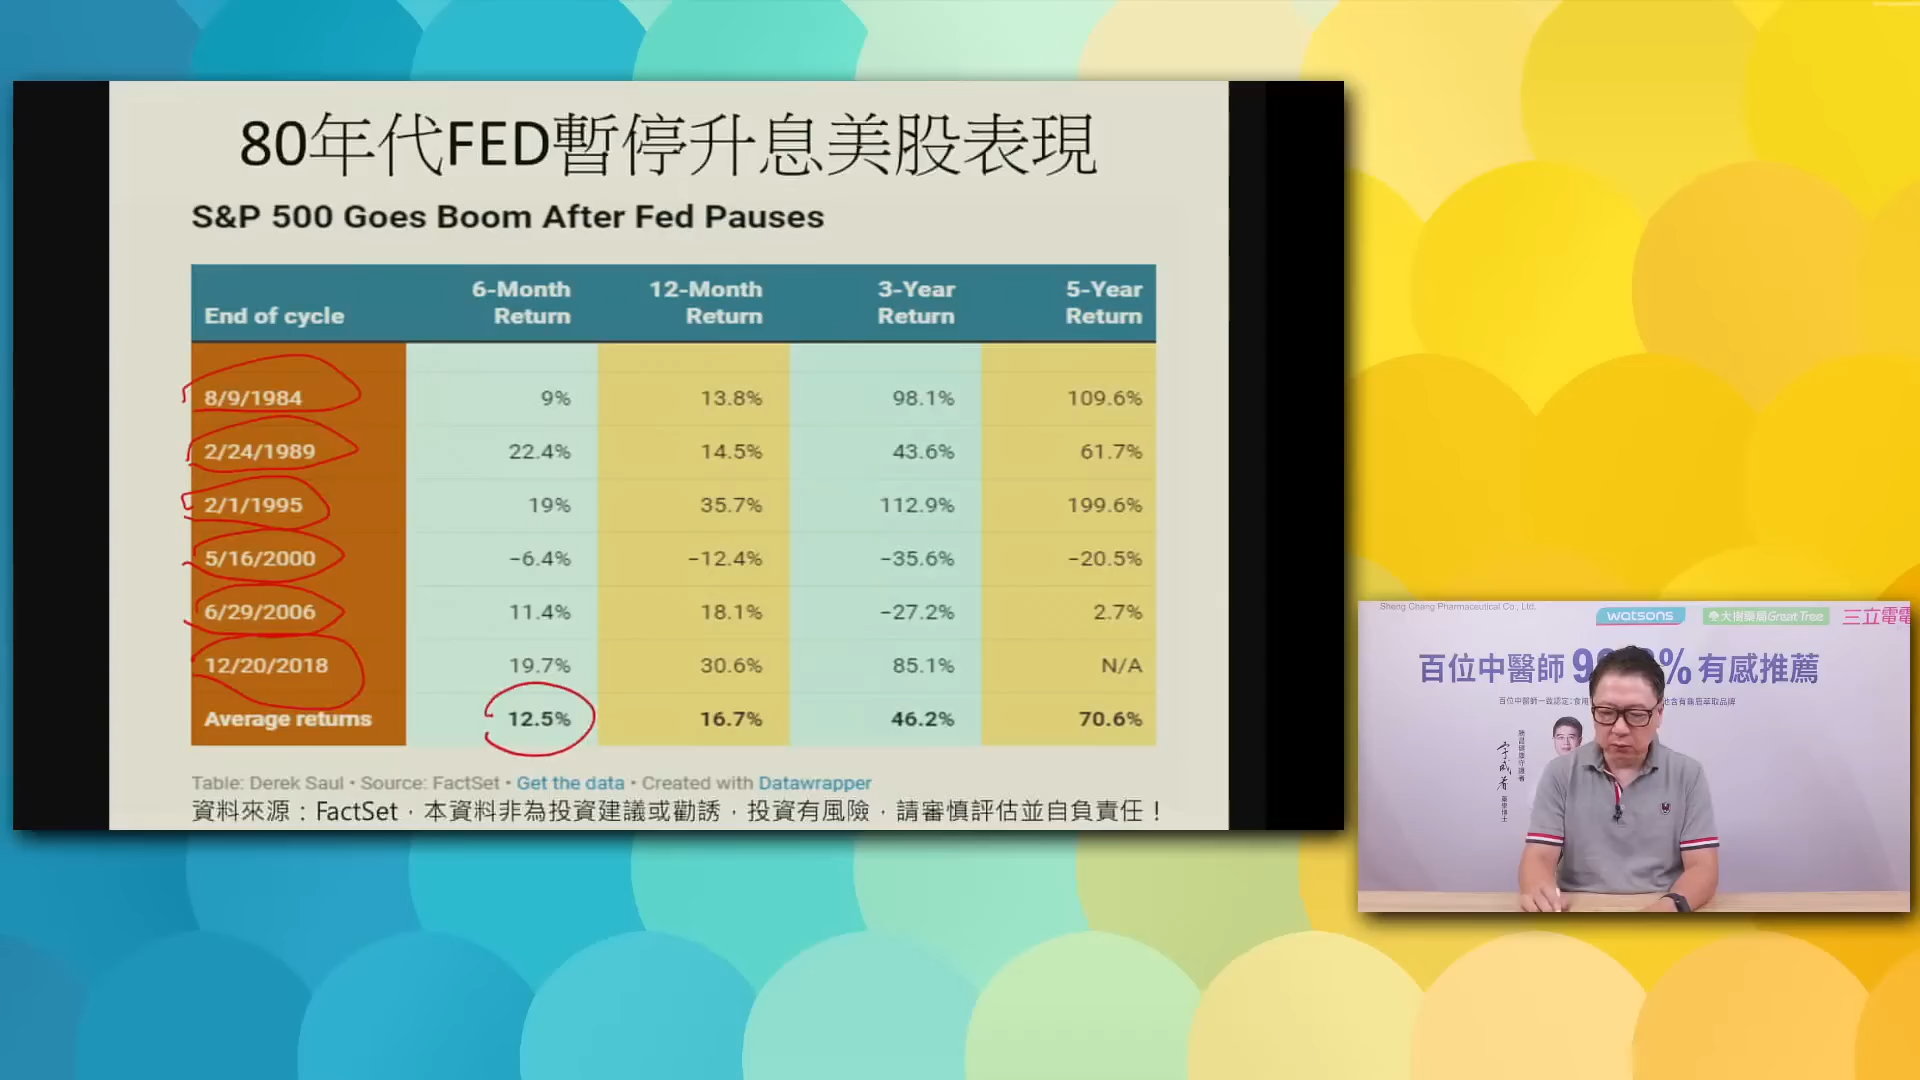 80年代FED暫停升息美股表現
S&P 500 Goes Boom After Fed Pauses
End of cycle 6-Month Return 12-Month Return 3-Year Return 5-Year Return
8/9/1984 9% 13.8% 98.1% 109.6%
2/24/1989 22.4% 14.5% 43.6% 61.7%
2/1/1995 19% 35.7% 112.9% 199.6%
5/16/2000 −6.4% −12.4% −35.6% −20.5%
6/29/2006 11.4% 18.1% −27.2% 2.7%
12/20/2018 19.7% 30.6% 85.1% N/A
Average returns 12.5% 16.7% 46.2% 70.6%
Table: Derek Saul • Source: FactSet • Get the data • Created with Datawrapper
資料來源：FactSet，本資料非為投資建議或勸誘，投資有風險，請審慎評估並自負責任！
Sheng Chang Pharmaceutical Co., Ltd.
watsons 大樹藥局 Great Tree 三立電電
百位中醫師 9 % 有感推薦